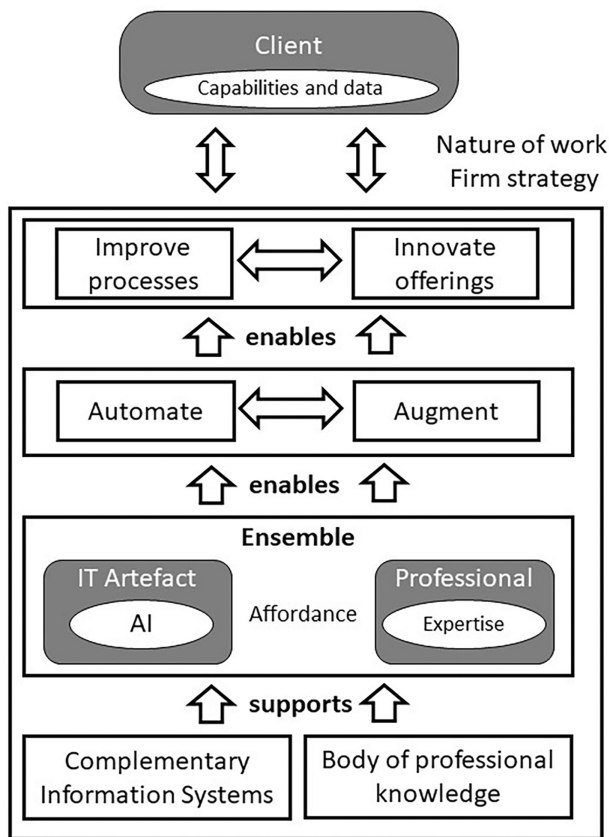 Client
Capabilities and data
Nature of work
Firm strategy
Improve
processes
Innovate
offerings
enables
Automate
Augment
enables
Ensemble
IT Artefact
AI
Affordance
Professional
Expertise
supports
Complementary
Information Systems
Body of professional
knowledge